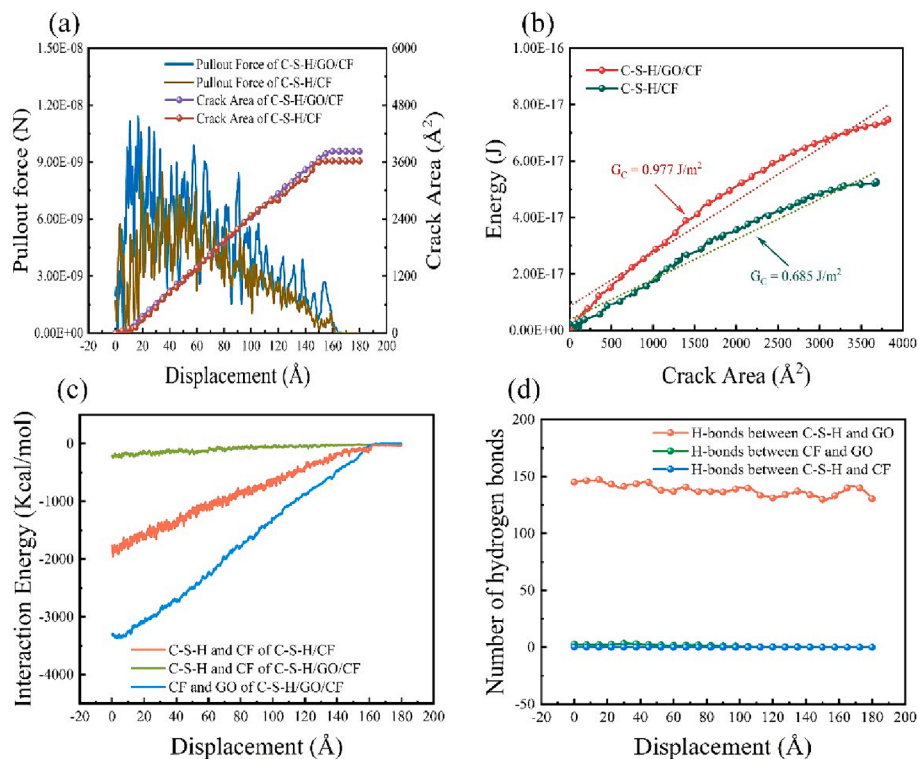 (a)
1.50E-08
1.20E-08
9.00E-09
6.00E-09
3.00E-09
0.00E+00
Pullout force (N)
Pullout Force of C-S-H/GO/CF
Pullout Force of C-S-H/CF
Crack Area of C-S-H/GO/CF
Crack Area of C-S-H/CF
6000
4800
3600
2400
1200
0
Crack Area (Å²)
-20 0 20 40 60 80 100 120 140 160 180 200
Displacement (Å)
(b)
1.00E-16
8.00E-17
6.00E-17
4.00E-17
2.00E-17
0.00E+00
Energy (J)
C-S-H/GO/CF
C-S-H/CF
G_C = 0.977 J/m²
G_C = 0.685 J/m²
0 500 1000 1500 2000 2500 3000 3500 4000
Crack Area (Å²)
(c)
0
-1000
-2000
-3000
-4000
Interaction Energy (Kcal/mol)
C-S-H and CF of C-S-H/CF
C-S-H and CF of C-S-H/GO/CF
CF and GO of C-S-H/GO/CF
-20 0 20 40 60 80 100 120 140 160 180 200
Displacement (Å)
(d)
200
150
100
50
0
-50
Number of hydrogen bonds
H-bonds between C-S-H and GO
H-bonds between CF and GO
H-bonds between C-S-H and CF
-20 0 20 40 60 80 100 120 140 160 180 200
Displacement (Å)